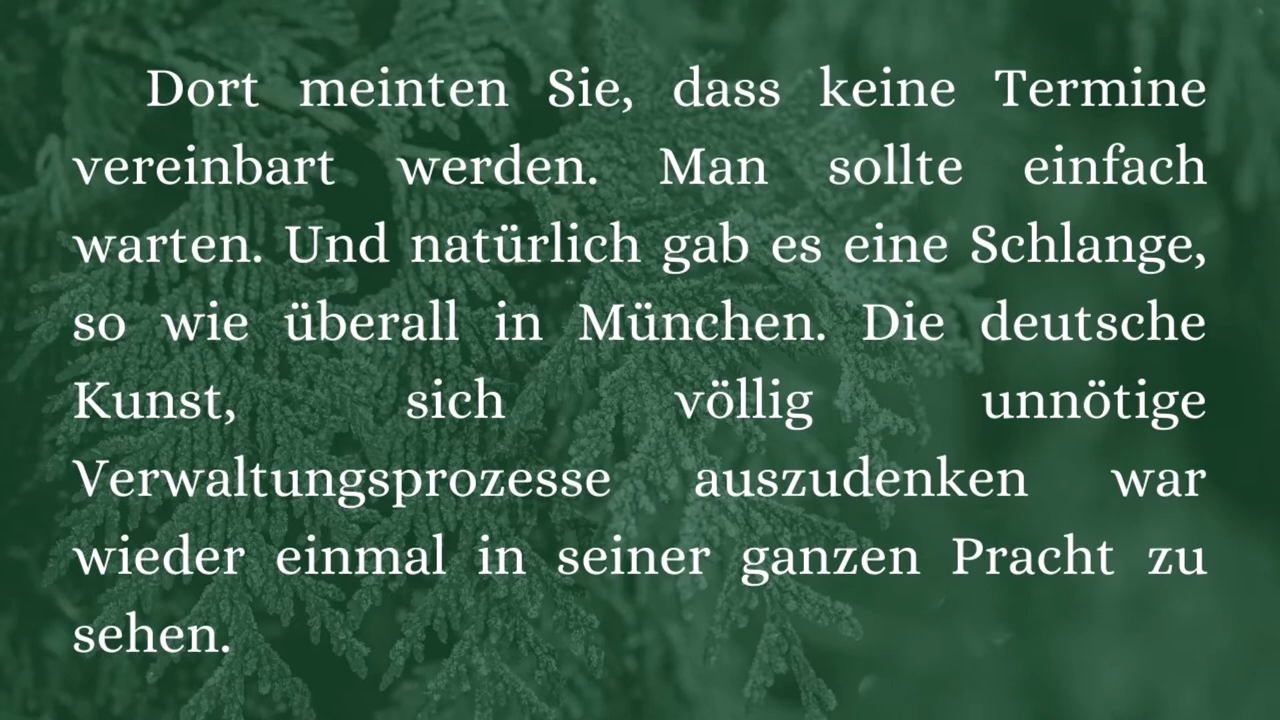 Dort meinten Sie, dass keine Termine
vereinbart werden. Man sollte einfach
warten. Und natürlich gab es eine Schlange,
so wie überall in München. Die deutsche
Kunst, sich völlig unnötige
Verwaltungsprozesse auszudenken war
wieder einmal in seiner ganzen Pracht zu
sehen.